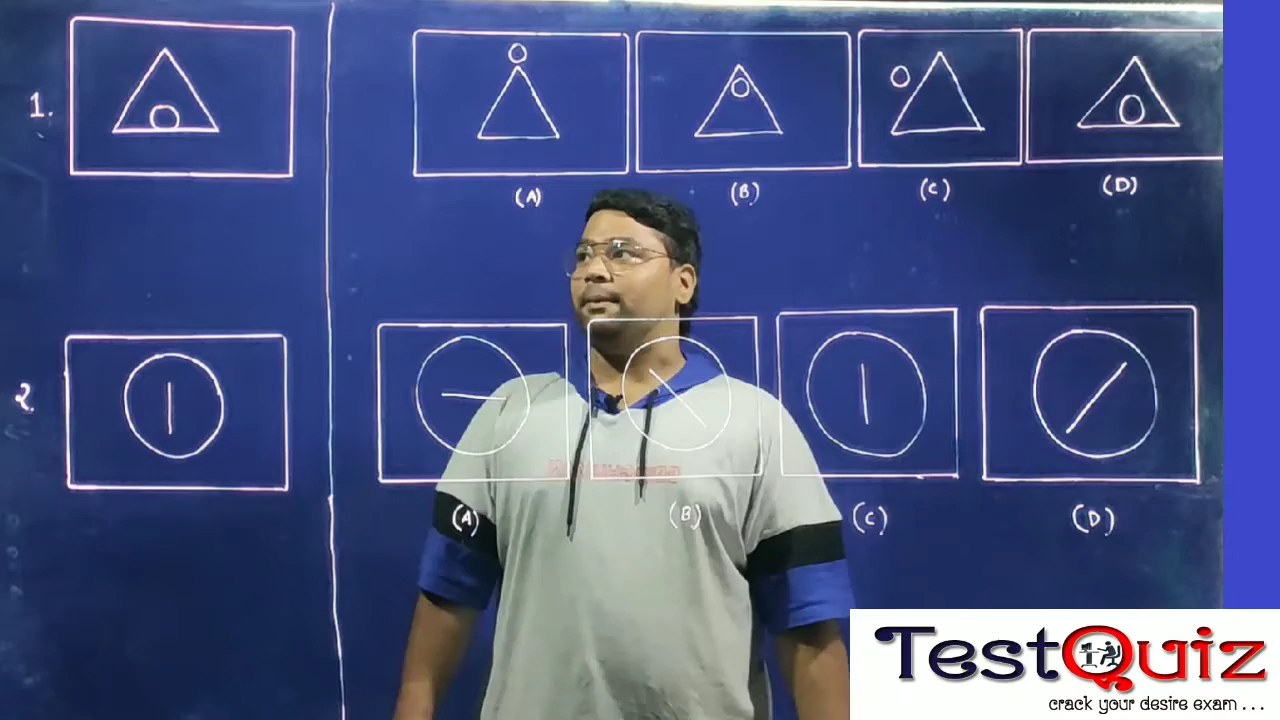 1.
(A) (B) (C) (D)
2.
(A) (B) (C) (D)
TestQuiz
crack your desire exam . . .